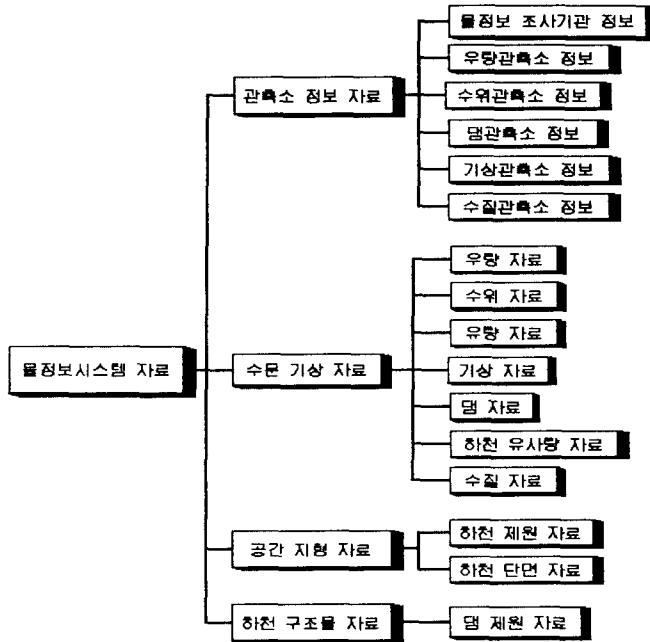 물정보시스템 자료
관측소 정보 자료
물정보 조사기관 정보
우량관측소 정보
수위관측소 정보
댐관측소 정보
기상관측소 정보
수질관측소 정보
수문 기상 자료
우량 자료
수위 자료
유량 자료
기상 자료
댐 자료
하천 유사량 자료
수질 자료
공간 지형 자료
하천 제원 자료
하천 단면 자료
하천 구조물 자료
댐 제원 자료